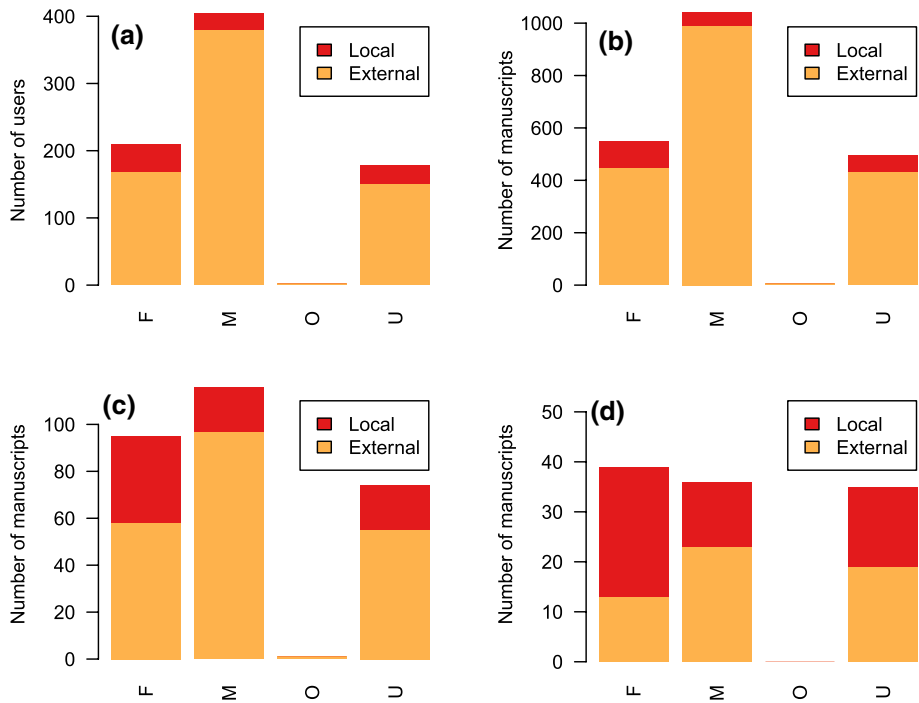 (a)
Number of users
400
300
200
100
0
Local
External
F
M
O
U
(b)
Number of manuscripts
1000
800
600
400
200
0
Local
External
F
M
O
U
(c)
Number of manuscripts
100
80
60
40
20
0
Local
External
F
M
O
U
(d)
Number of manuscripts
50
40
30
20
10
0
Local
External
F
M
O
U